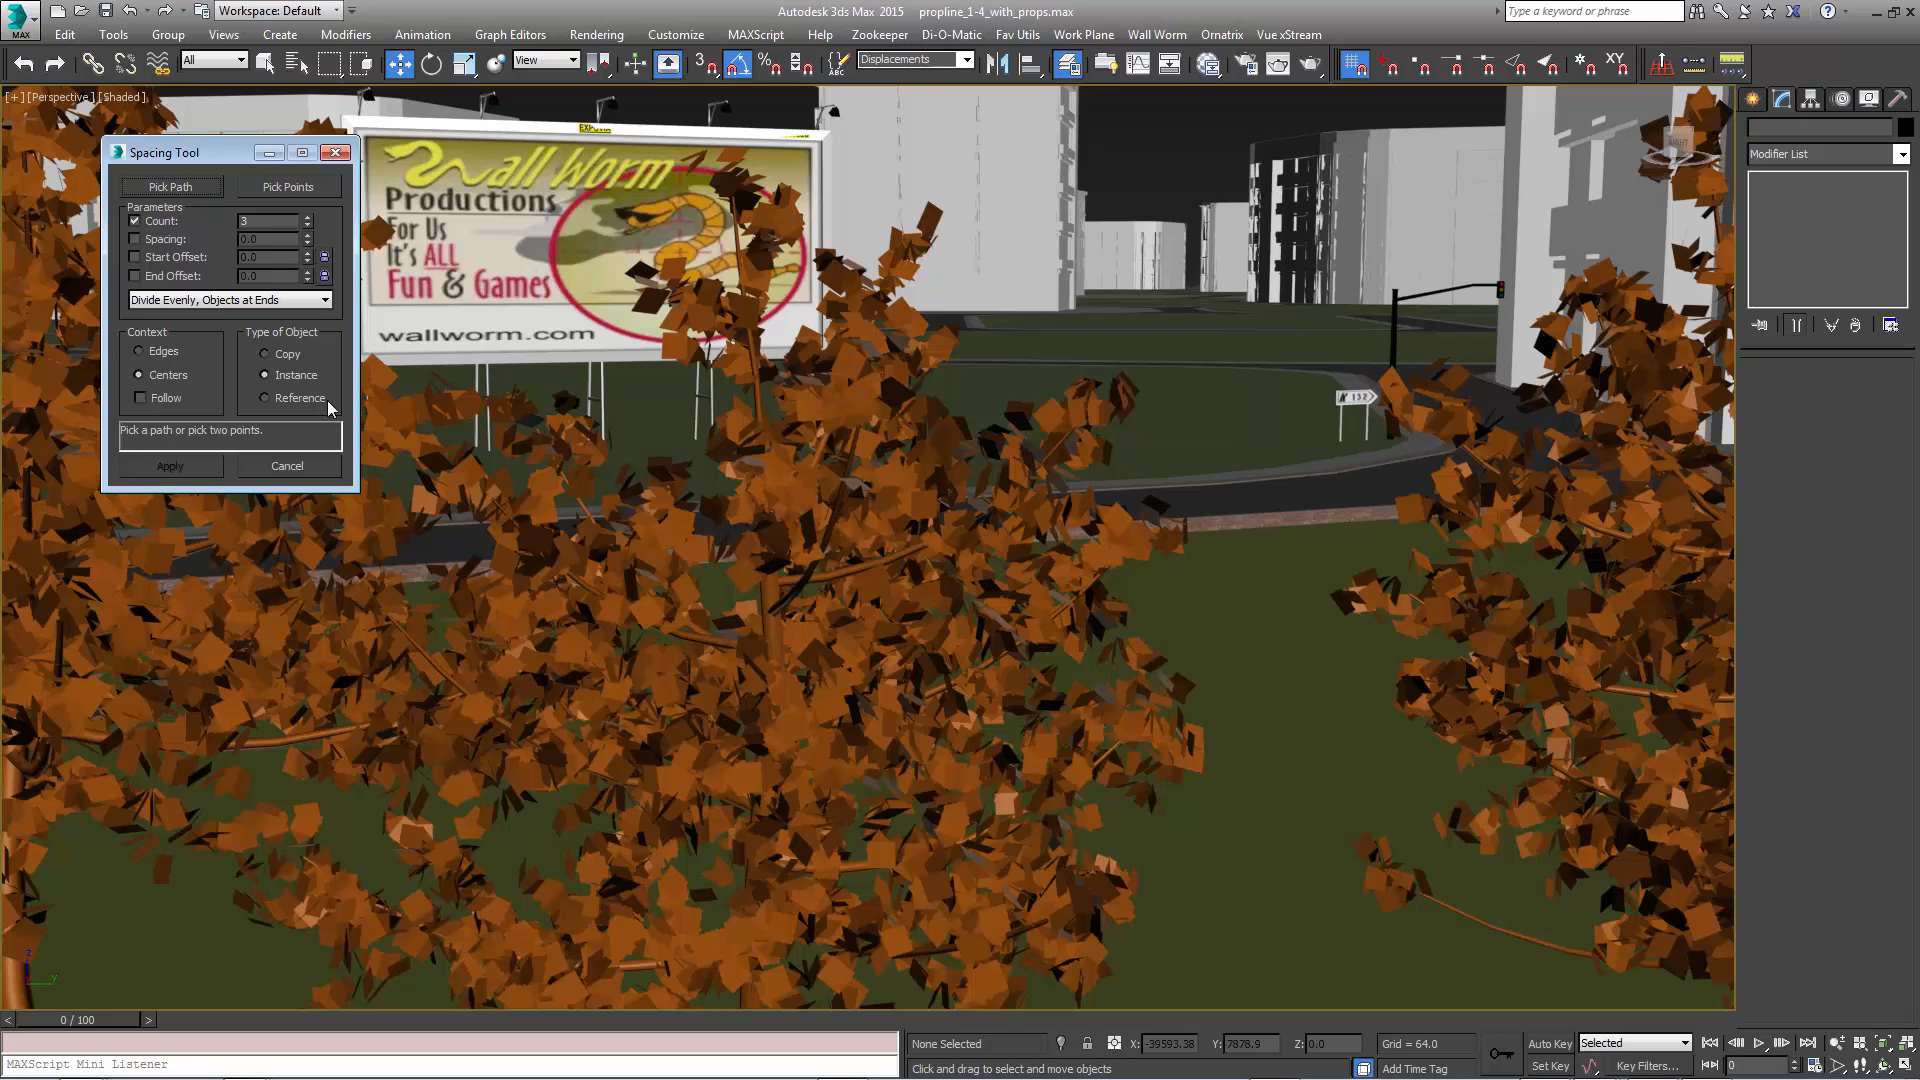 Workspace: Default
Autodesk 3ds Max 2015 propline_1-4_with_props.max
Type a keyword or phrase
MAX
Edit Tools Group Views Create Modifiers Animation Graph Editors Rendering Customize MAXScript Help Zookeeper Di-O-Matic Fav Utils Work Plane Wall Worm Ornatrix Vue xStream
All
View
3
%
ABC
Displacements
XY
[+][Perspective][Shaded]
Modifier List
Spacing Tool
Pick Path Pick Points
Parameters
Count: 3
Spacing: 0.0
Start Offset: 0.0
End Offset: 0.0
Divide Evenly, Objects at Ends
Context
Edges
Centers
Follow
Type of Object
Copy
Instance
Reference
Pick a path or pick two points.
Apply Cancel
EXPOVIA
Wall Worm
Productions
For Us
It's ALL
Fun & Games
wallworm.com
RIGHT
132
z
y
< 0 / 100 >
MAXScript Mini Listener
None Selected
X: -39593.38 Y: 7878.9 Z: 0.0
Grid = 64.0
Auto Key
Selected
Click and drag to select and move objects
Add Time Tag
Set Key
Key Filters...
0